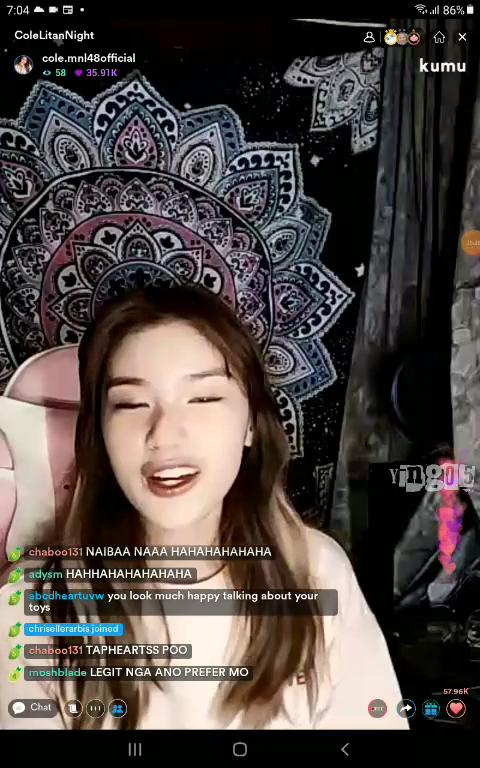 7:04
86%
ColeLitanNight
cole.mnl48official
58 35.91K
kumu
Ying05
chaboo131 NAIBAA NAAA HAHAHAHAHAHA
adysm HAHHAHAHAHAHAHA
abcdheartuvw you look much happy talking about your
toys
chrisellerarbis joined
chaboo131 TAPHEARTSS POO
moshblade LEGIT NGA ANO PREFER MO
57.96K
Chat